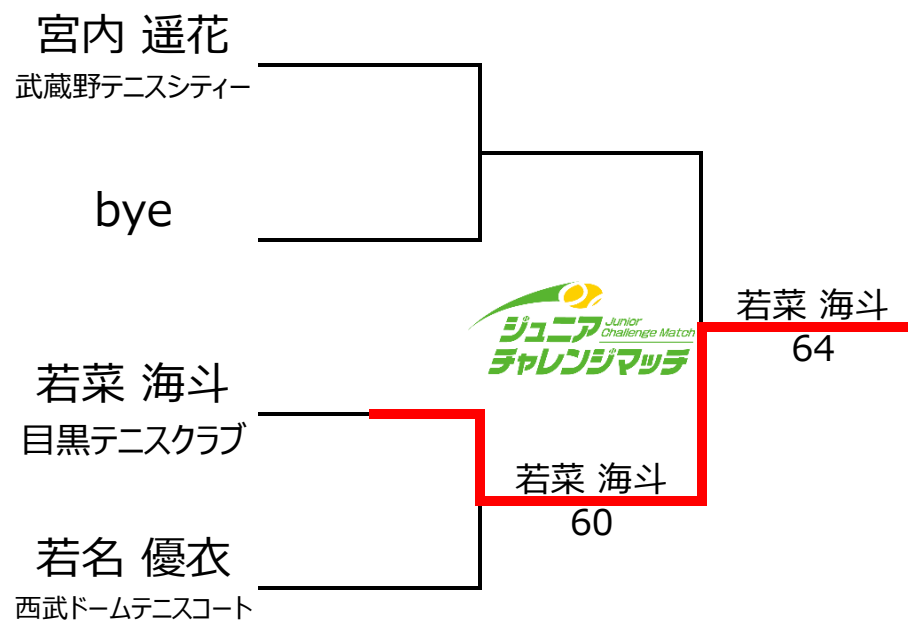 宮内 遥花
武蔵野テニスシティー
bye
若菜 海斗
目黒テニスクラブ
若名 優衣
西武ドームテニスコート
ジュニア Junior
Challenge Match
チャレンジマッチ
若菜 海斗
60
若菜 海斗
64